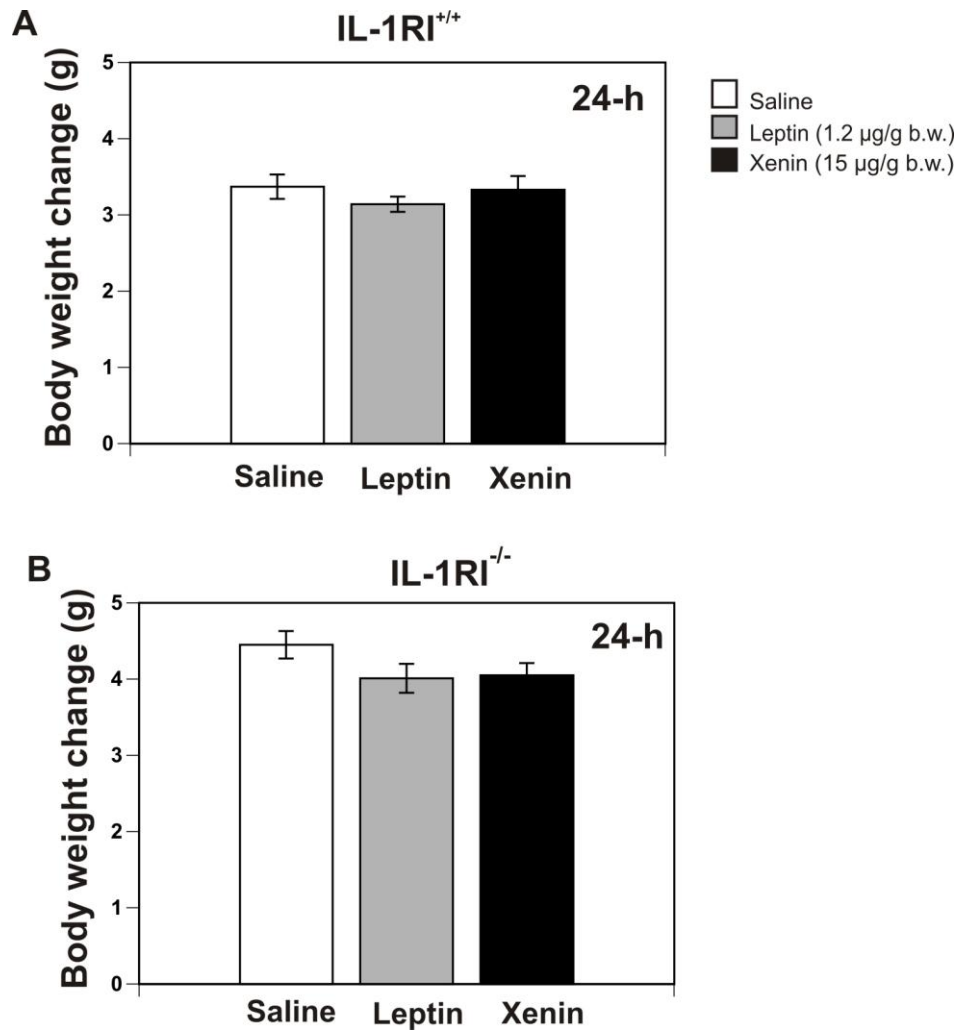 A
IL-1RI+/+
Body weight change (g)
5
4
3
2
1
0
24-h
Saline
Leptin (1.2 µg/g b.w.)
Xenin (15 µg/g b.w.)
Saline Leptin Xenin
B
IL-1RI-/-
Body weight change (g)
5
4
3
2
1
0
24-h
Saline Leptin Xenin